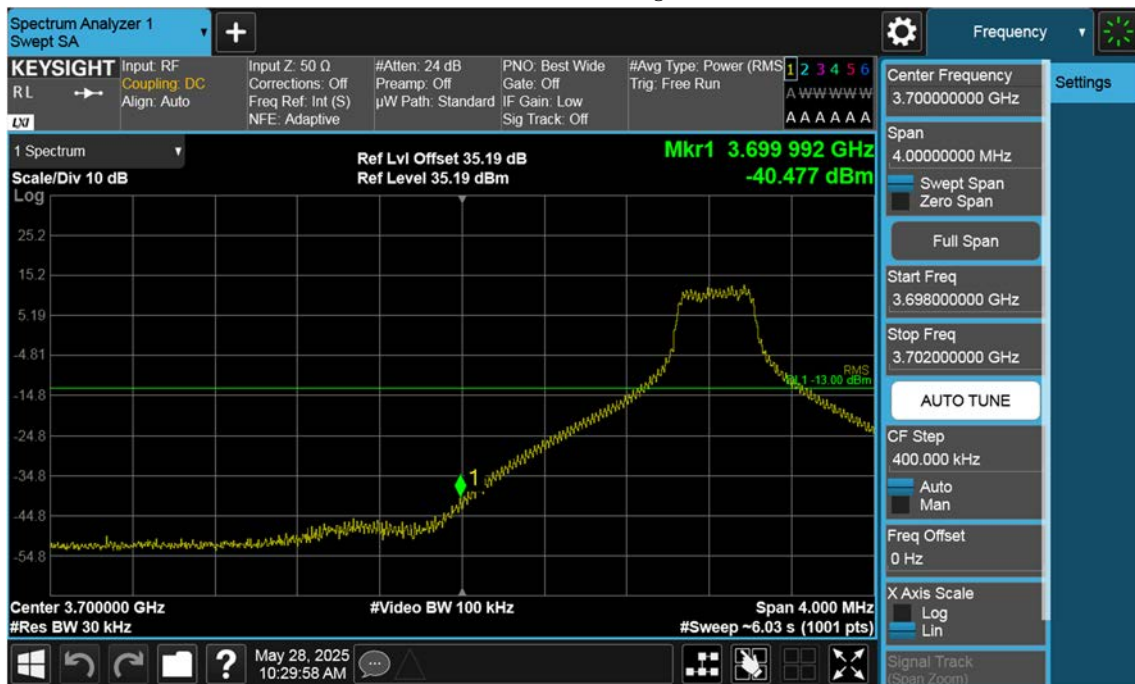 Spectrum Analyzer 1
Swept SA
Frequency
KEYSIGHT
RL
LXI
Input: RF
Coupling: DC
Align: Auto
Input Z: 50 Ω
Corrections: Off
Freq Ref: Int (S)
NFE: Adaptive
#Atten: 24 dB
Preamp: Off
µW Path: Standard
PNO: Best Wide
Gate: Off
IF Gain: Low
Sig Track: Off
#Avg Type: Power (RMS
Trig: Free Run
1 2 3 4 5 6
A W W W W W
A A A A A A
1 Spectrum
Scale/Div 10 dB
Ref Lvl Offset 35.19 dB
Ref Level 35.19 dBm
Mkr1 3.699 992 GHz
-40.477 dBm
Log
25.2
15.2
5.19
-4.81
-14.8
-24.8
-34.8
-44.8
-54.8
RMS
DL1 -13.00 dBm
1
Center 3.700000 GHz
#Video BW 100 kHz
Span 4.000 MHz
#Res BW 30 kHz
#Sweep ~6.03 s (1001 pts)
May 28, 2025
10:29:58 AM
Center Frequency
3.700000000 GHz
Span
4.00000000 MHz
Swept Span
Zero Span
Full Span
Start Freq
3.698000000 GHz
Stop Freq
3.702000000 GHz
AUTO TUNE
CF Step
400.000 kHz
Auto
Man
Freq Offset
0 Hz
X Axis Scale
Log
Lin
Signal Track
(Span Zoom)
Settings